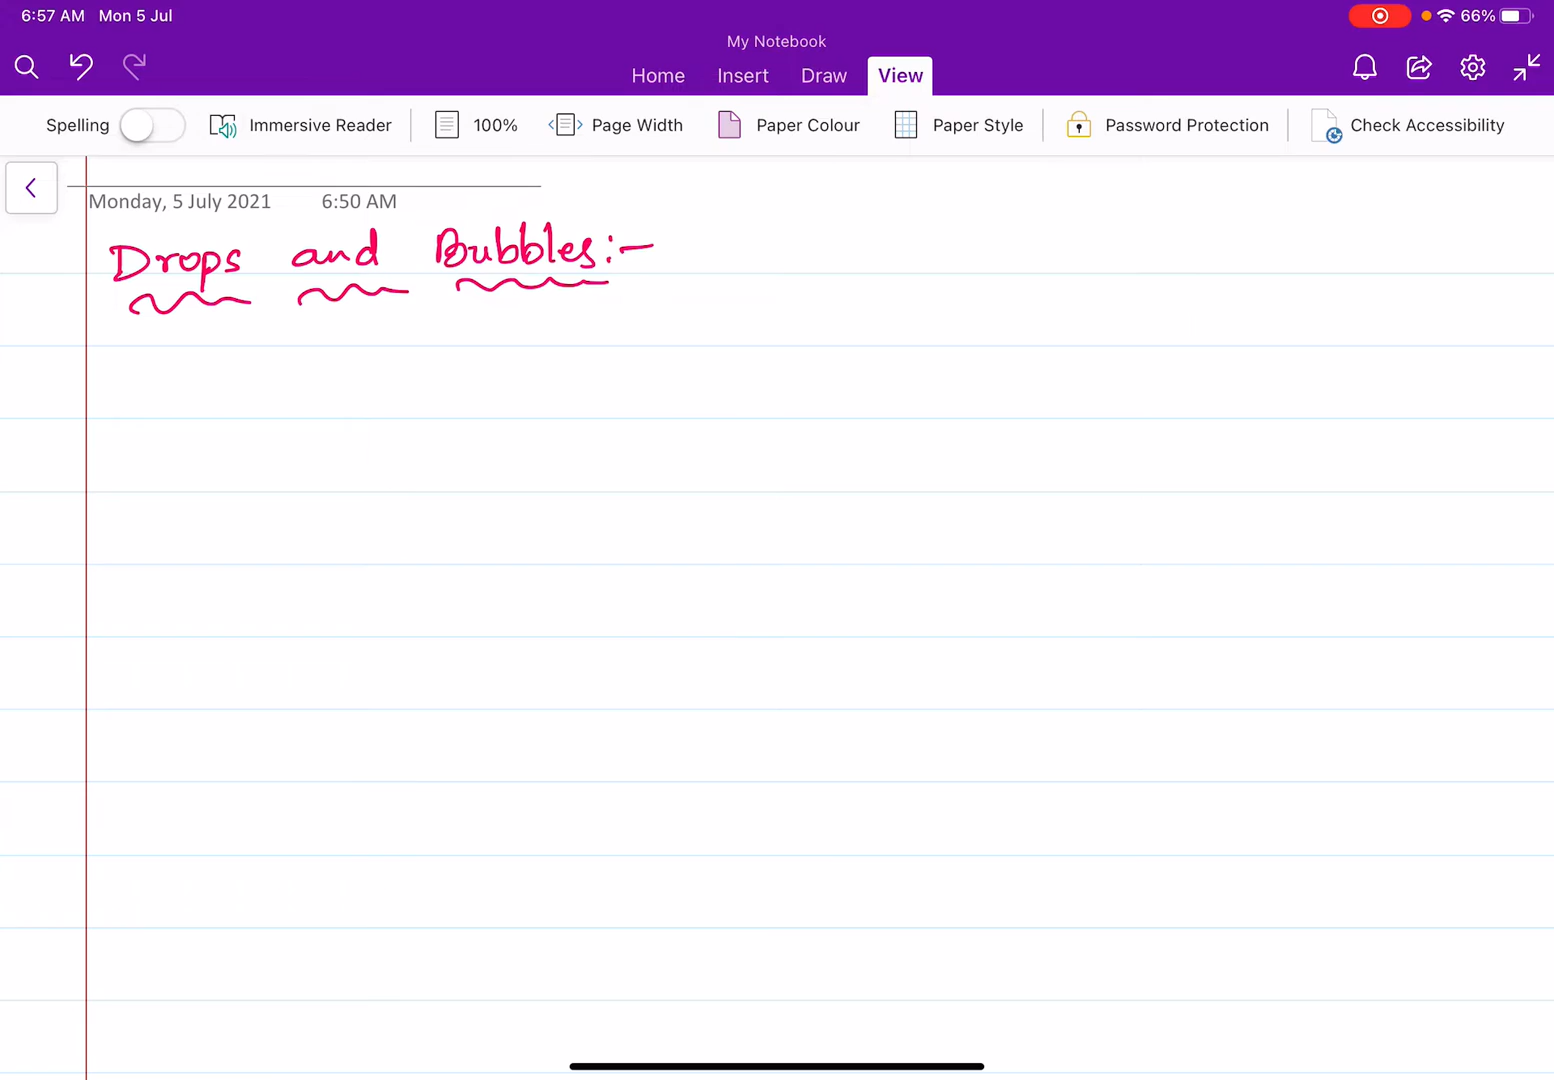 6:57 AM Mon 5 Jul 66%
My Notebook
Home Insert Draw View
Spelling Immersive Reader 100% Page Width Paper Colour Paper Style Password Protection Check Accessibility
Monday, 5 July 2021 6:50 AM
Drops and Bubbles:-